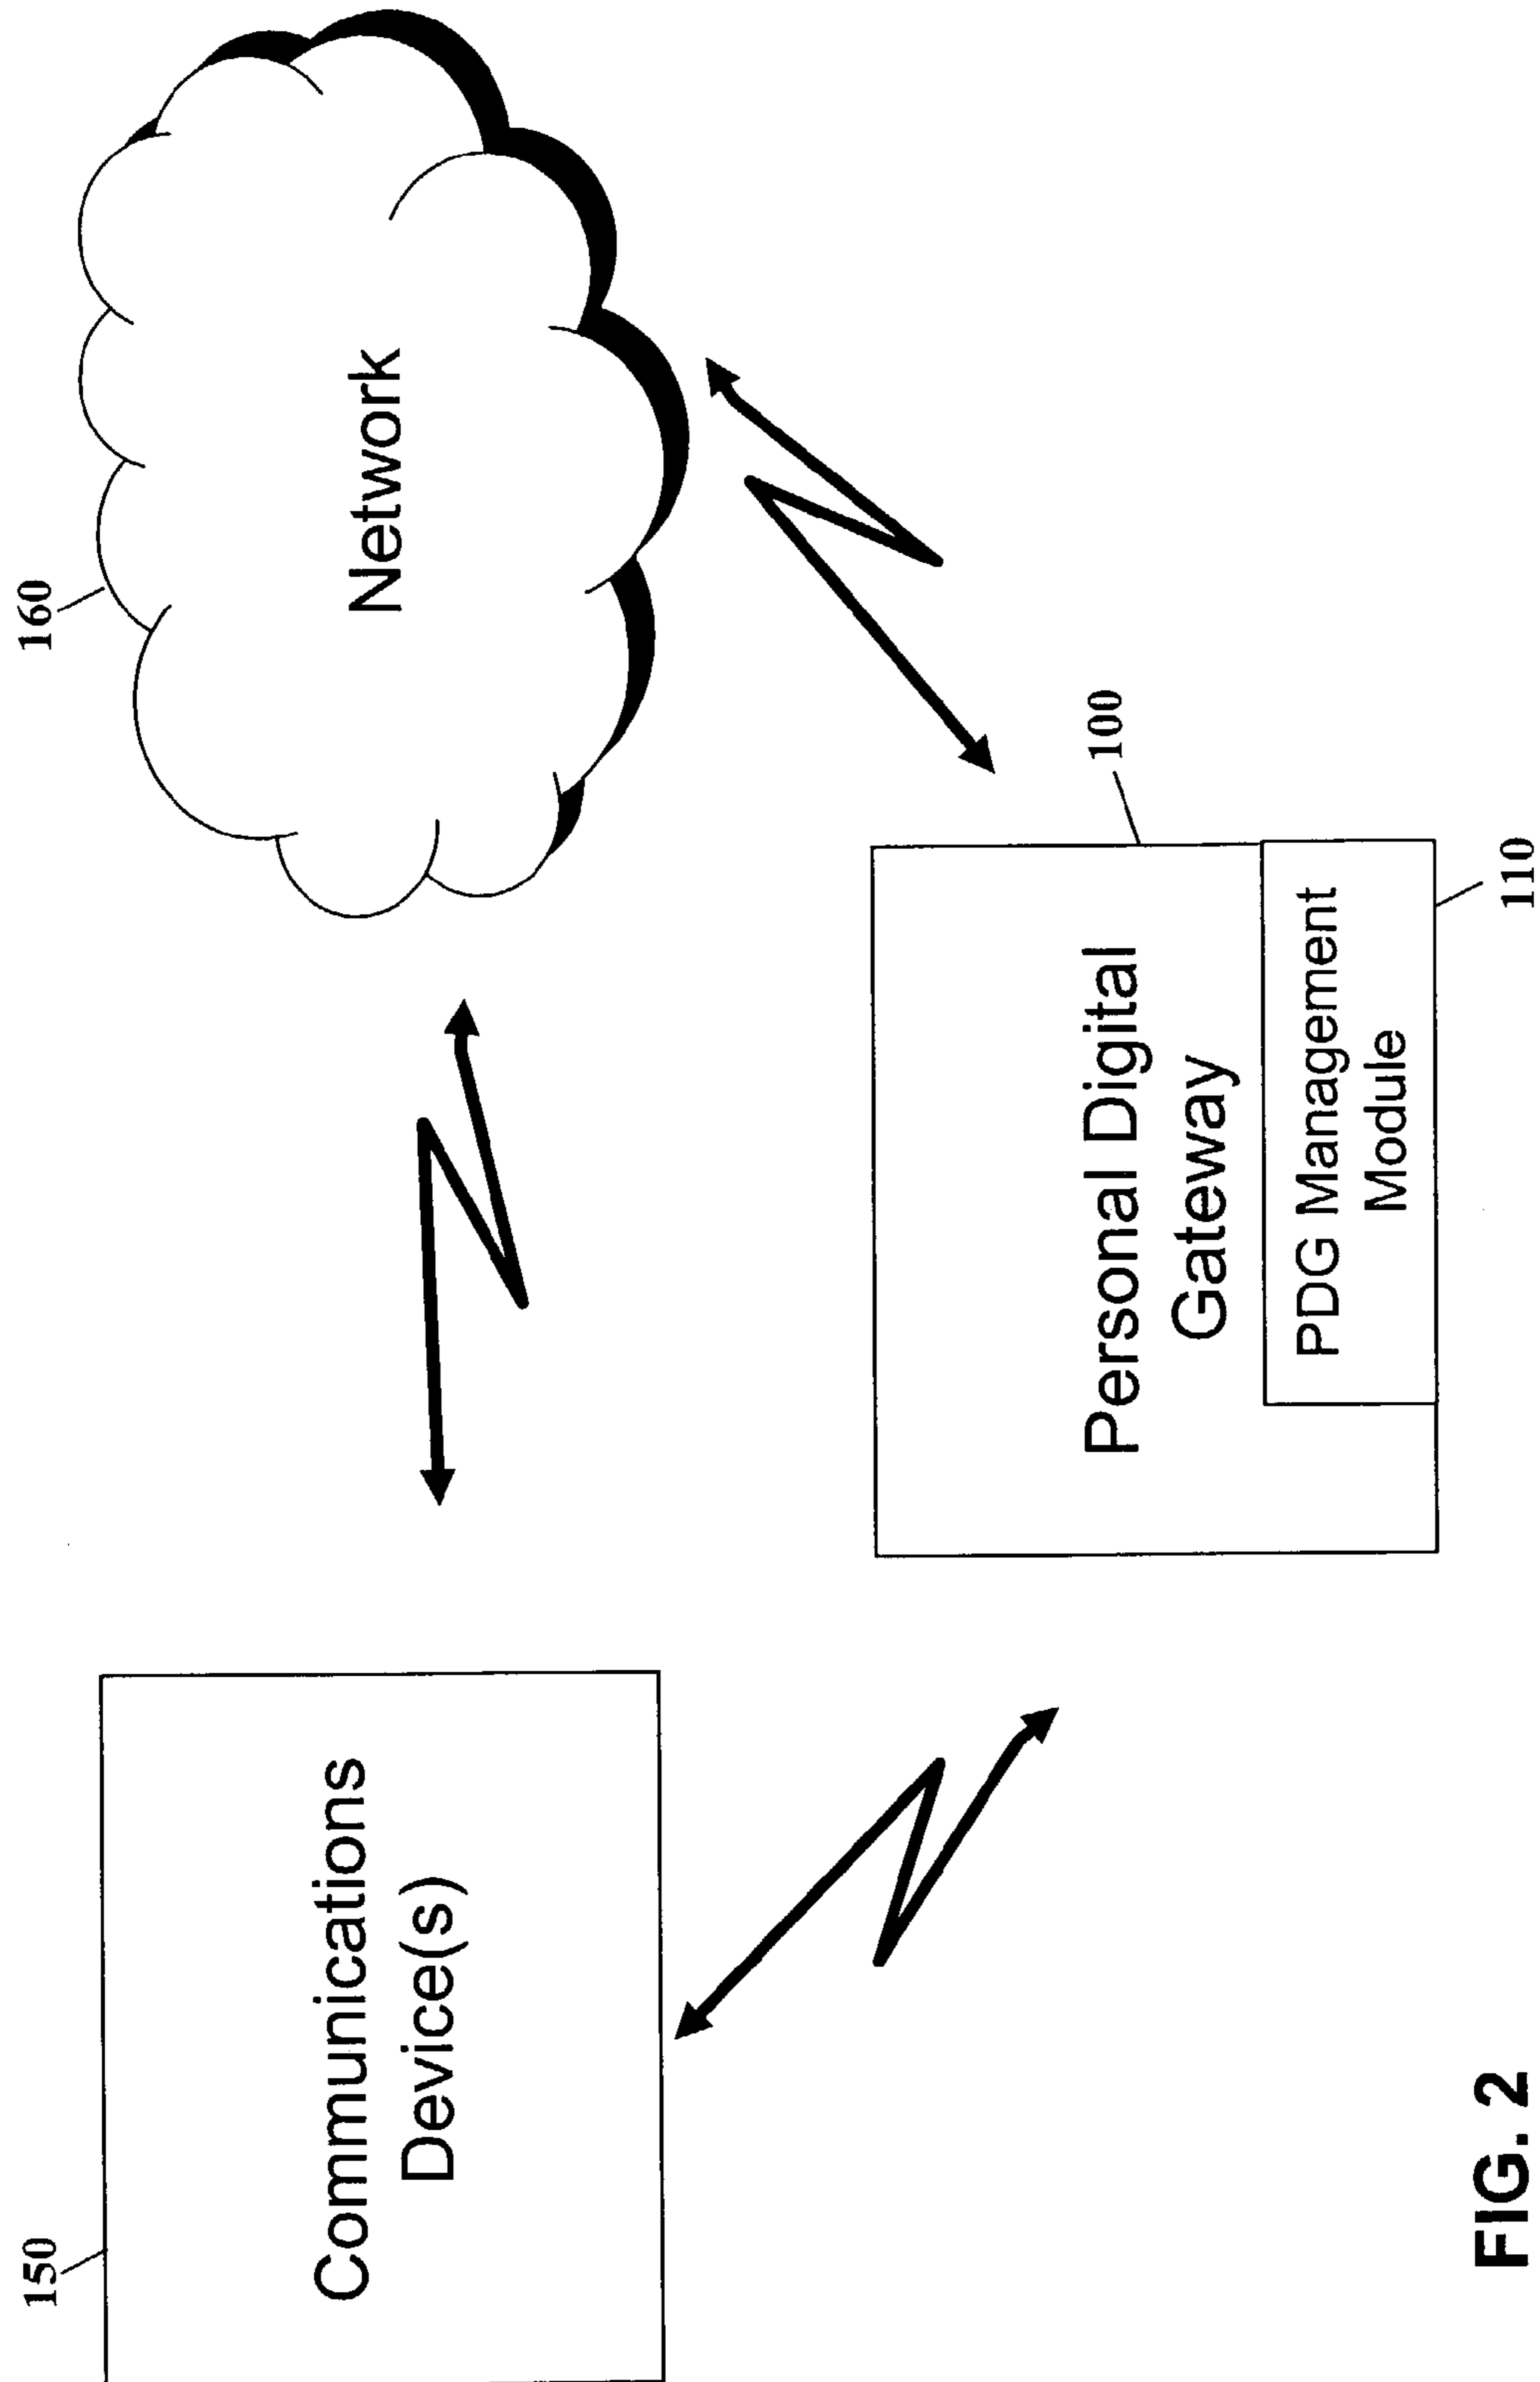 150
Communications
Device(s)
160
Network
100
Personal Digital
Gateway
PDG Management
Module
110
FIG. 2